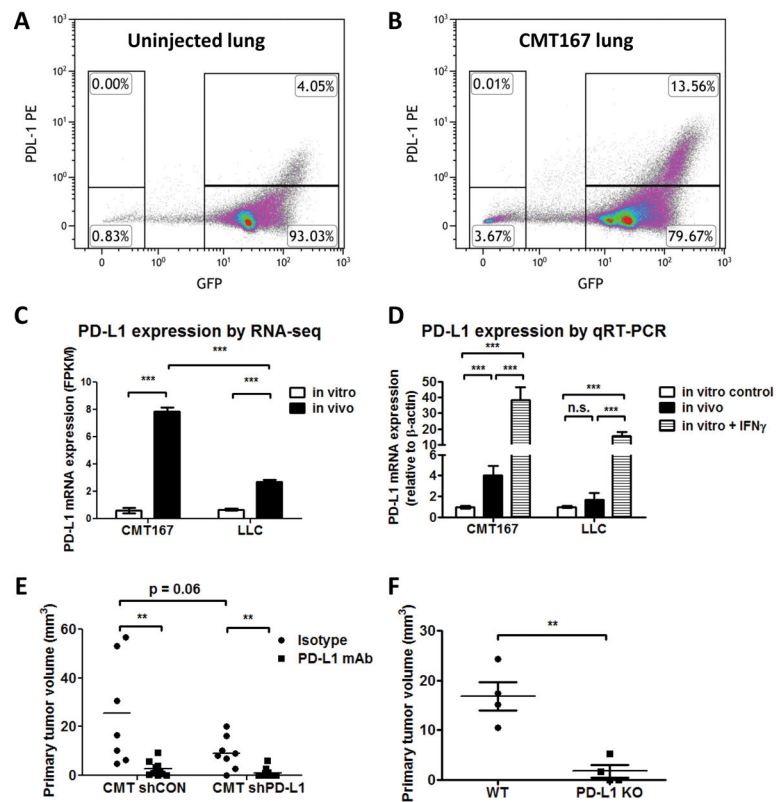 A
Uninjected lung
PDL-1 PE
10³
10²
10¹
10⁰
0
0.00%
4.05%
0.83%
93.03%
0
10⁰
10¹
10²
10³
GFP
B
CMT167 lung
PDL-1 PE
10³
10²
10¹
10⁰
0
0.01%
13.56%
3.67%
79.67%
0
10⁰
10¹
10²
10³
GFP
C
PD-L1 expression by RNA-seq
PD-L1 mRNA expression (FPKM)
10
8
6
4
2
0
***
***
***
in vitro
in vivo
CMT167
LLC
D
PD-L1 expression by qRT-PCR
PD-L1 mRNA expression
(relative to β-actin)
50
40
30
20
10
6
4
2
0
***
***
***
***
n.s.
***
in vitro control
in vivo
in vitro + IFNγ
CMT167
LLC
E
Primary tumor volume (mm³)
60
40
20
0
p = 0.06
**
**
Isotype
PD-L1 mAb
CMT shCON
CMT shPD-L1
F
Primary tumor volume (mm³)
30
20
10
0
**
WT
PD-L1 KO